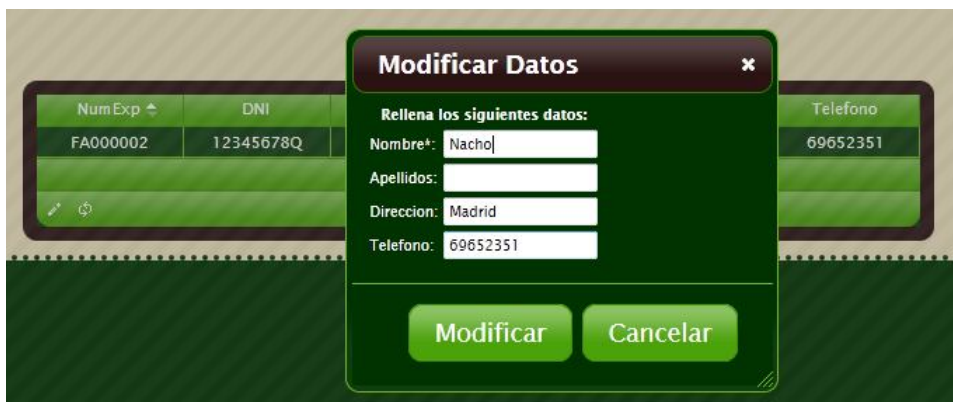 Modificar Datos
NumExp DNI Telefono
Rellena los siguientes datos:
FA000002 12345678Q 69652351
Nombre*: Nacho
Apellidos:
Direccion: Madrid
Telefono: 69652351
Modificar Cancelar